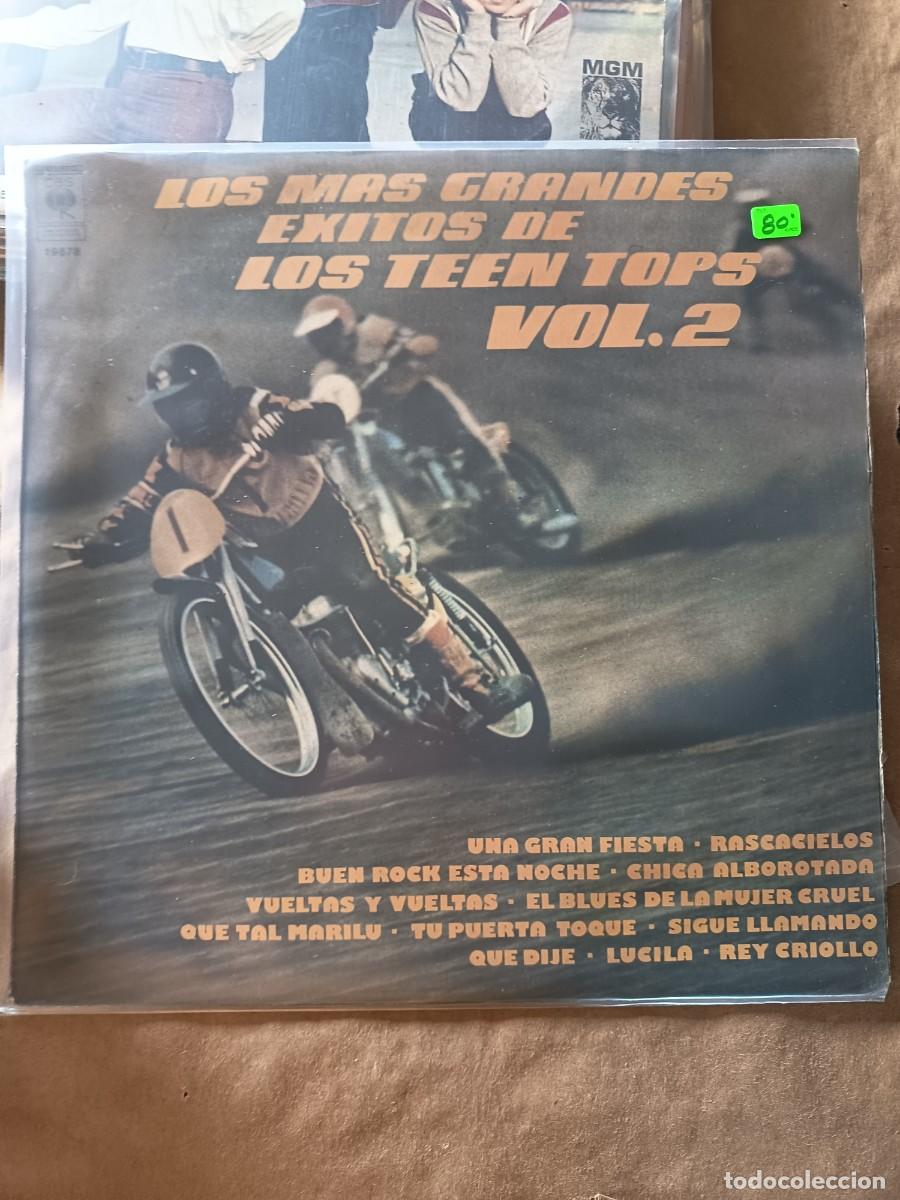 MGM
LOS MAS GRANDES
EXITOS DE
LOS TEEN TOPS
VOL.2
80'
19678
1
UNA GRAN FIESTA · RASCACIELOS
BUEN ROCK ESTA NOCHE · CHICA ALBOROTADA
VUELTAS Y VUELTAS · EL BLUES DE LA MUJER CRUEL
QUE TAL MARILU · TU PUERTA TOQUE · SIGUE LLAMANDO
QUE DIJE · LUCILA · REY CRIOLLO
todocoleccion